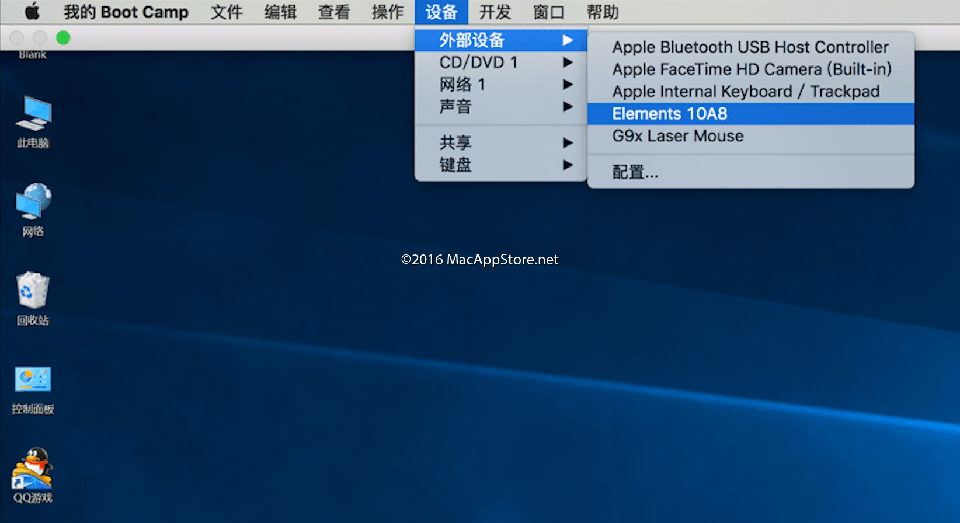 我的 Boot Camp 文件 编辑 查看 操作 设备 开发 窗口 帮助
Blank
此电脑
网络
回收站
控制面板
QQ游戏
外部设备
CD/DVD 1
网络 1
声音
共享
键盘
Apple Bluetooth USB Host Controller
Apple FaceTime HD Camera (Built-in)
Apple Internal Keyboard / Trackpad
Elements 10A8
G9x Laser Mouse
配置...
©2016 MacAppStore.net